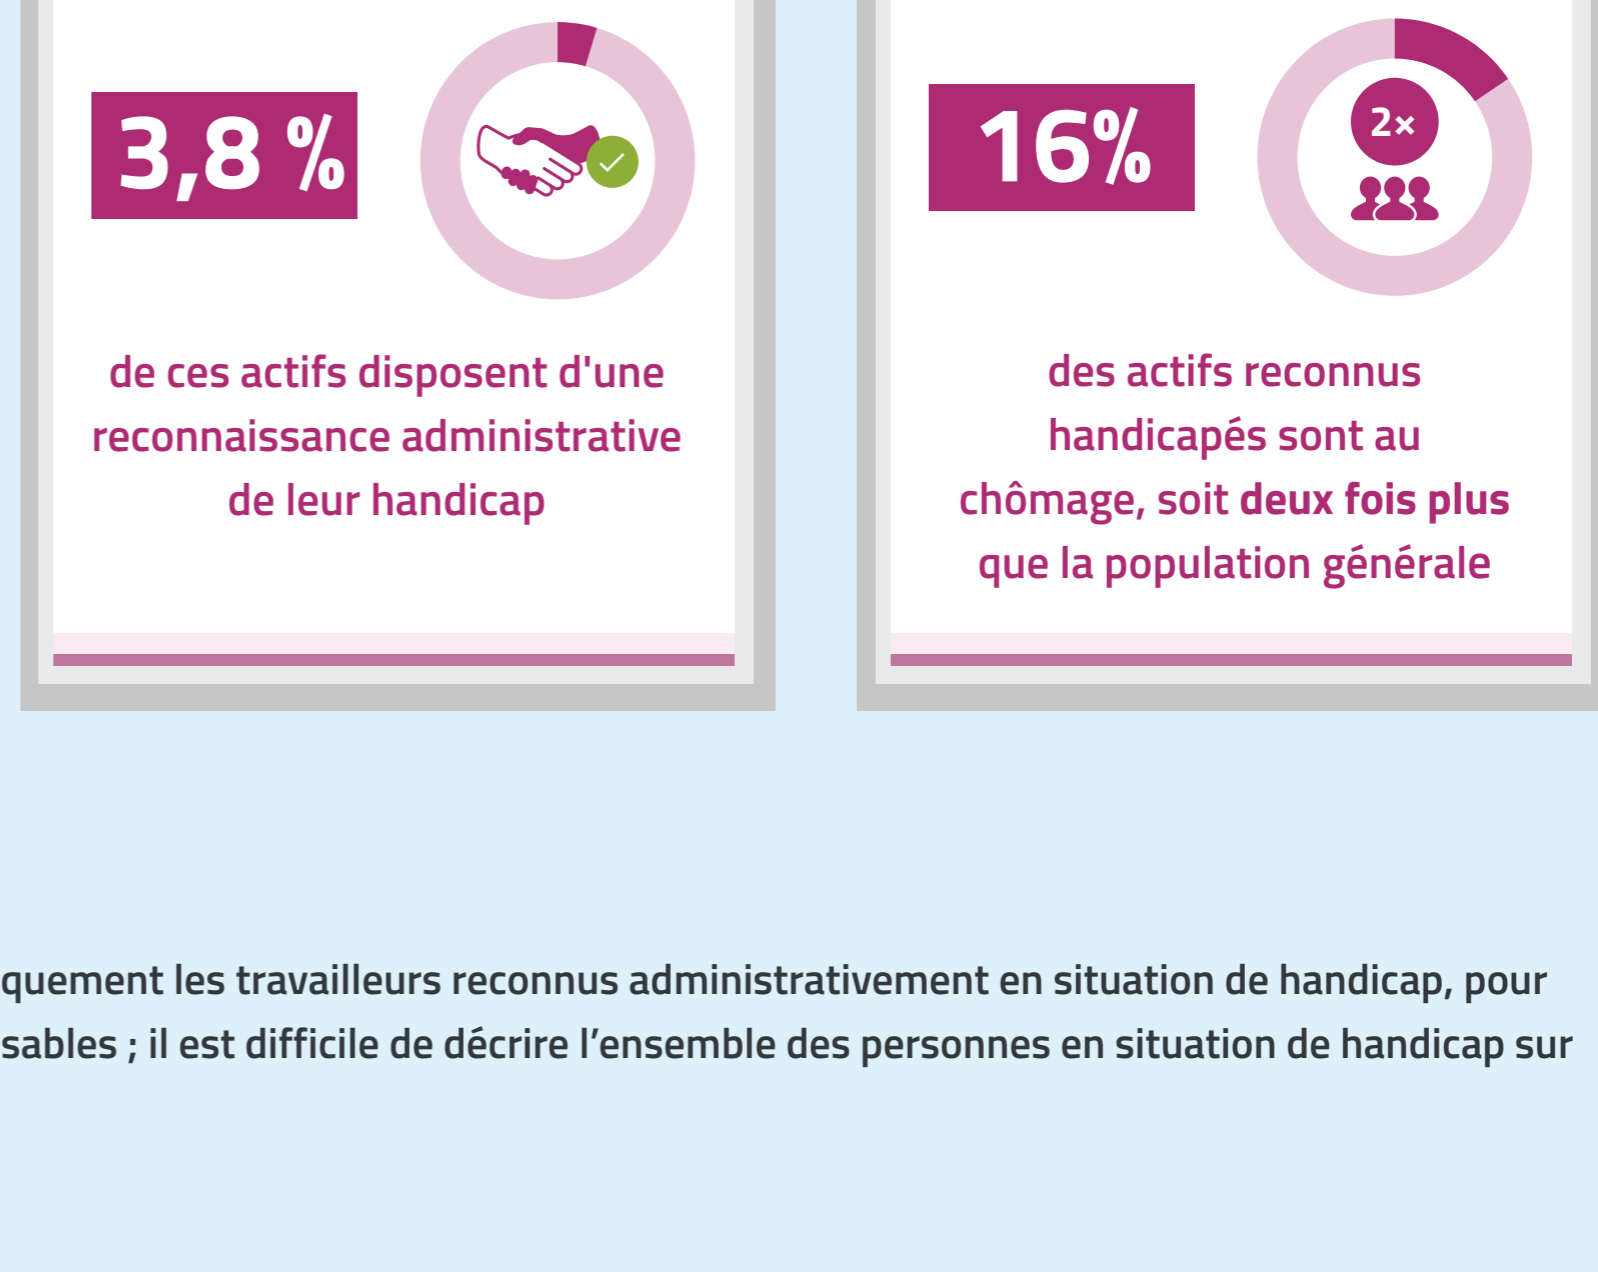 3,8 %
de ces actifs disposent d'une
reconnaissance administrative
de leur handicap
16%
2×
des actifs reconnus
handicapés sont au
chômage, soit deux fois plus
que la population générale
quement les travailleurs reconnus administrativement en situation de handicap, pour
sables ; il est difficile de décrire l’ensemble des personnes en situation de handicap sur